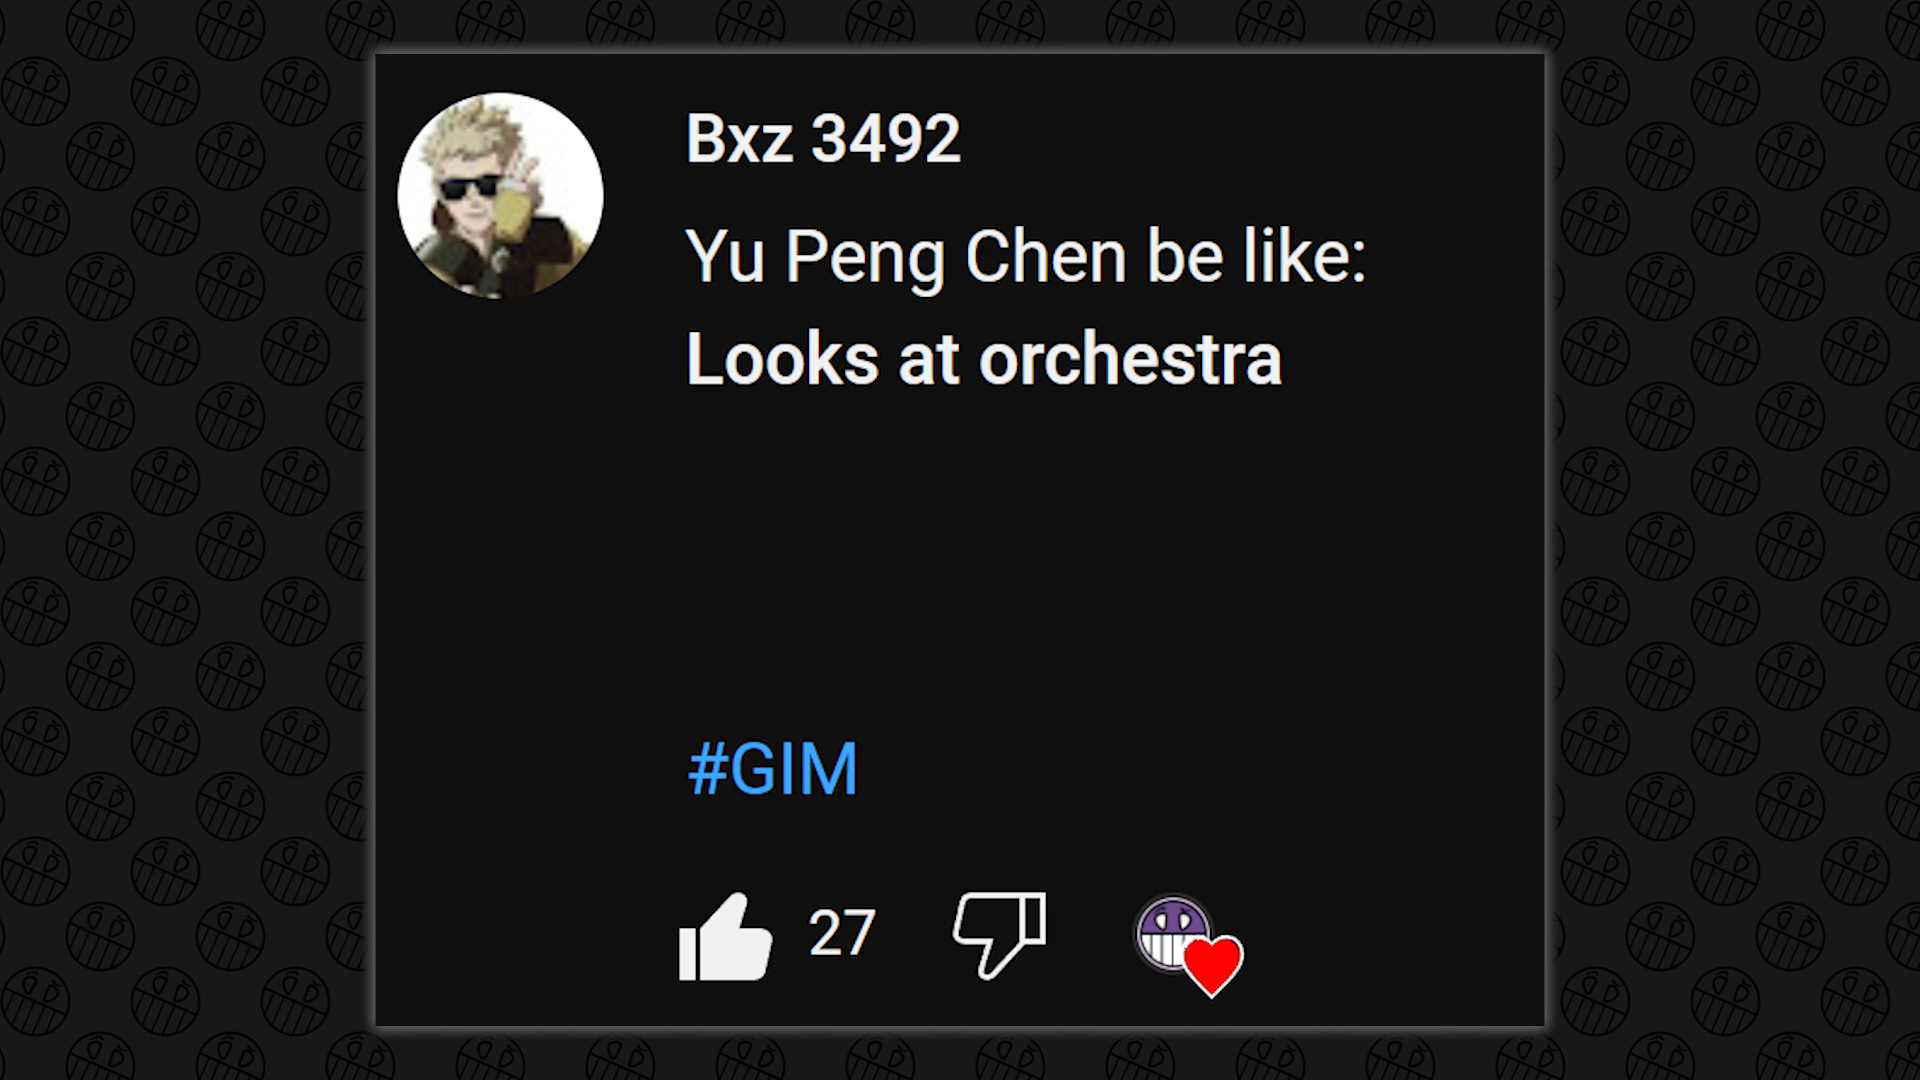 Bxz 3492
Yu Peng Chen be like:
Looks at orchestra
#GIM
27